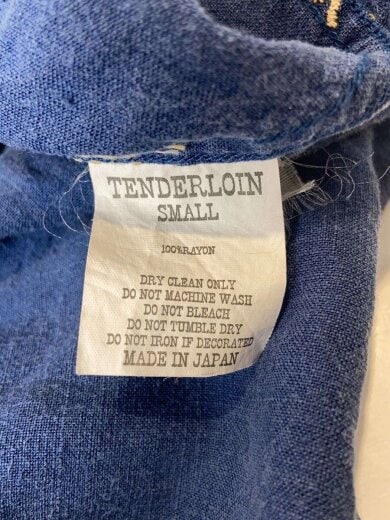 TENDERLOIN
SMALL
100%RAYON
DRY CLEAN ONLY
DO NOT MACHINE WASH
DO NOT BLEACH
DO NOT TUMBLE DRY
DO NOT IRON IF DECORATED
MADE IN JAPAN